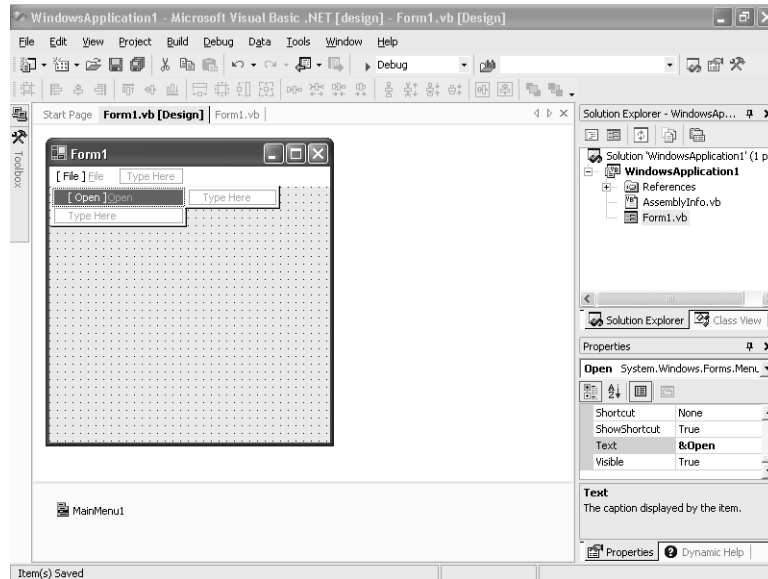 WindowsApplication1 - Microsoft Visual Basic .NET [design] - Form1.vb [Design]
File Edit View Project Build Debug Data Tools Window Help
Debug
Start Page Form1.vb [Design] Form1.vb
Toolbox
Form1
[ File ] File Type Here
[ Open ]Open Type Here
Type Here
MainMenu1
Solution Explorer - WindowsAp...
Solution 'WindowsApplication1' (1 p
WindowsApplication1
References
AssemblyInfo.vb
Form1.vb
Solution Explorer Class View
Properties
Open System.Windows.Forms.Menu
Shortcut None
ShowShortcut True
Text &Open
Visible True
Text
The caption displayed by the item.
Properties Dynamic Help
Item(s) Saved